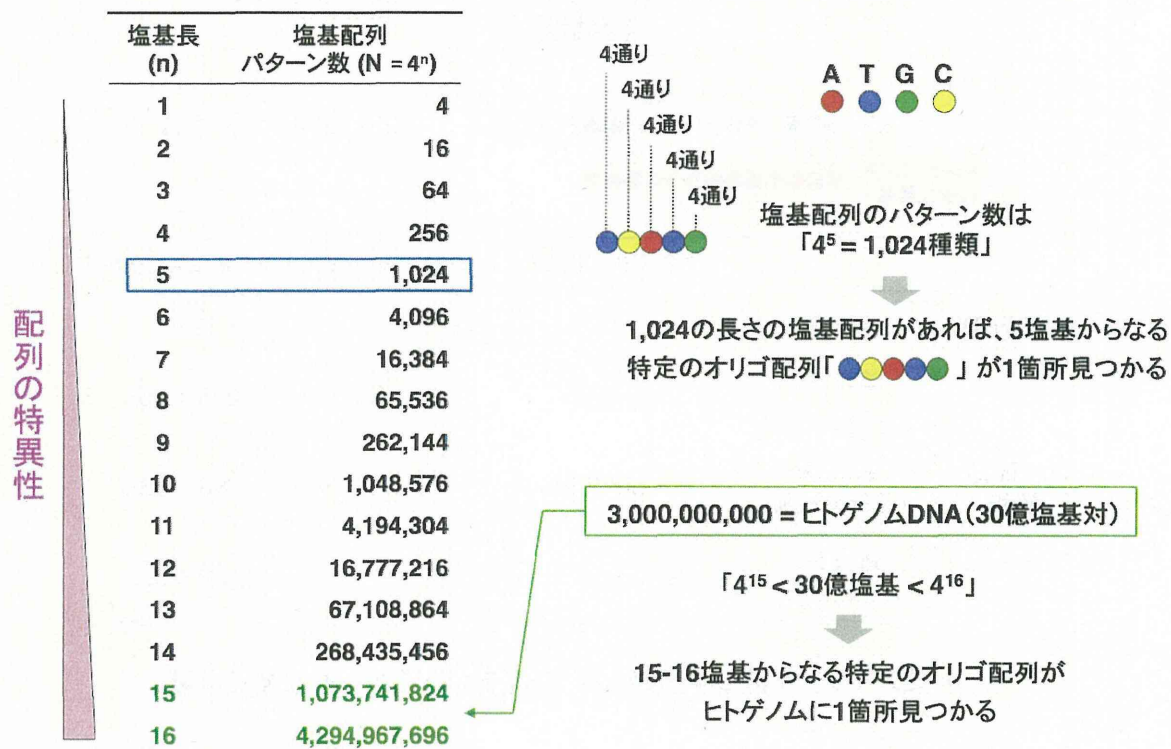 塩基長 塩基配列
(n) パターン数 (N = 4ⁿ)
1 4
2 16
3 64
4 256
5 1,024
6 4,096
7 16,384
8 65,536
9 262,144
10 1,048,576
11 4,194,304
12 16,777,216
13 67,108,864
14 268,435,456
15 1,073,741,824
16 4,294,967,696
配列の特異性
4通り
4通り
4通り
4通り
4通り
A T G C
塩基配列のパターン数は
「4⁵ = 1,024種類」
1,024の長さの塩基配列があれば、5塩基からなる
特定のオリゴ配列「 」が1箇所見つかる
3,000,000,000 = ヒトゲノムDNA(30億塩基対)
「4¹⁵ < 30億塩基 < 4¹⁶」
15-16塩基からなる特定のオリゴ配列が
ヒトゲノムに1箇所見つかる